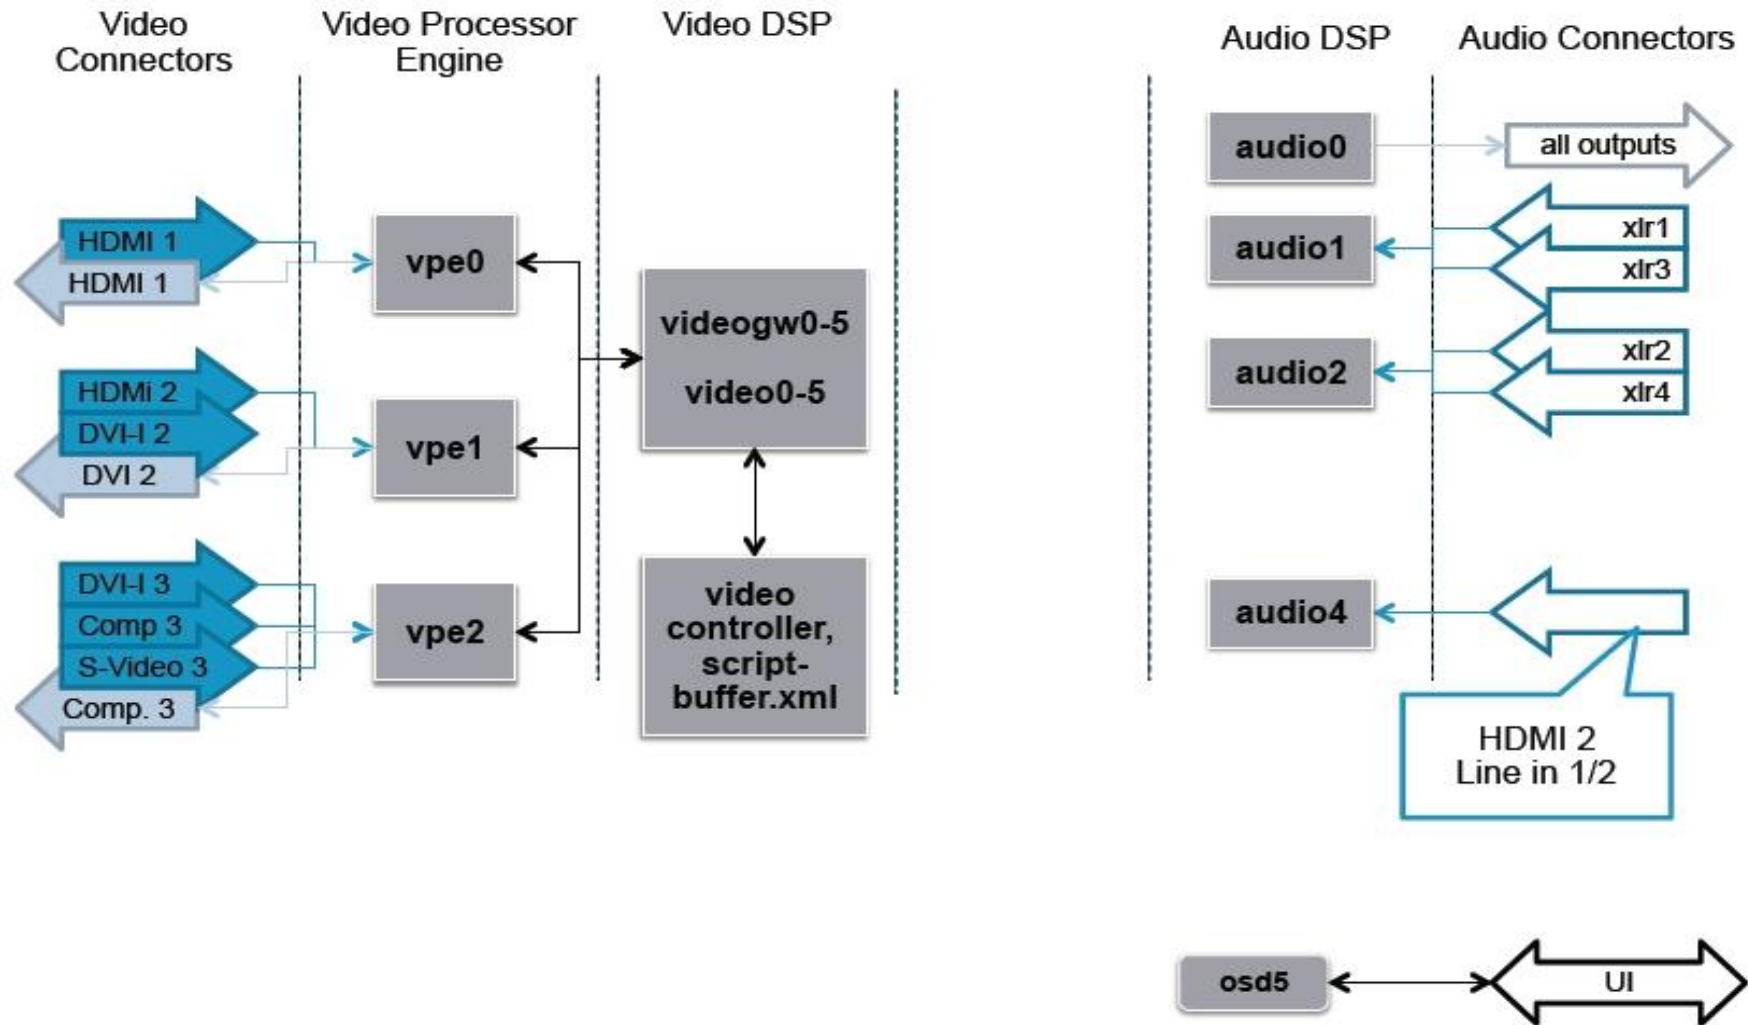 Video
Connectors
Video Processor
Engine
Video DSP
Audio DSP
Audio Connectors
HDMI 1
HDMI 1
vpe0
HDMi 2
DVI-I 2
DVI 2
vpe1
DVI-I 3
Comp 3
S-Video 3
Comp. 3
vpe2
videogw0-5
video0-5
video
controller,
script-
buffer.xml
audio0
all outputs
audio1
xlr1
xlr3
audio2
xlr2
xlr4
audio4
HDMI 2
Line in 1/2
osd5
UI